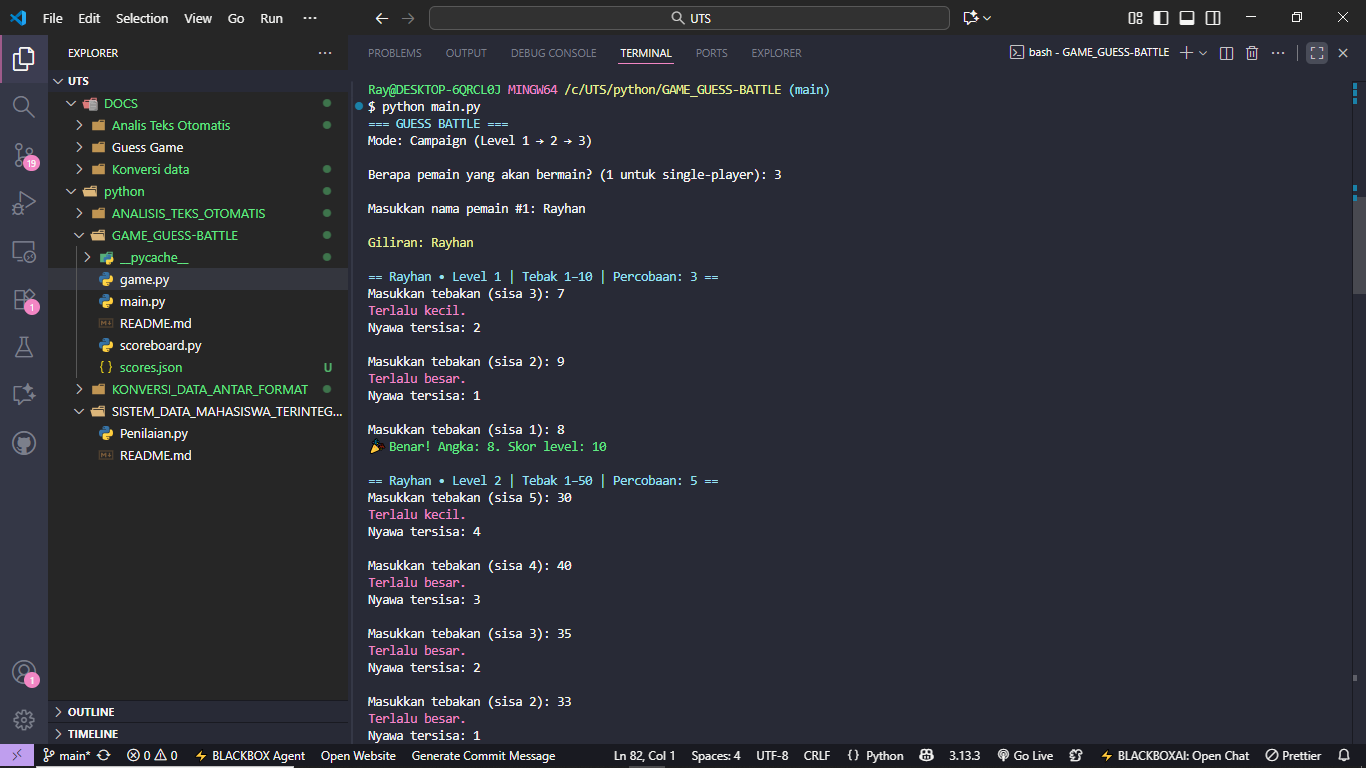 File Edit Selection View Go Run ··· UTS
EXPLORER ···
UTS
DOCS
Analis Teks Otomatis
Guess Game
Konversi data
python
ANALISIS_TEKS_OTOMATIS
GAME_GUESS-BATTLE
__pycache__
game.py
main.py
README.md
scoreboard.py
{ } scores.json U
KONVERSI_DATA_ANTAR_FORMAT
SISTEM_DATA_MAHASISWA_TERINTEG...
Penilaian.py
README.md
OUTLINE
TIMELINE
19
1
1
PROBLEMS OUTPUT DEBUG CONSOLE TERMINAL PORTS EXPLORER bash - GAME_GUESS-BATTLE
Ray@DESKTOP-6QRCL0J MINGW64 /c/UTS/python/GAME_GUESS-BATTLE (main)
$ python main.py
=== GUESS BATTLE ===
Mode: Campaign (Level 1 → 2 → 3)
Berapa pemain yang akan bermain? (1 untuk single-player): 3
Masukkan nama pemain #1: Rayhan
Giliran: Rayhan
== Rayhan • Level 1 | Tebak 1–10 | Percobaan: 3 ==
Masukkan tebakan (sisa 3): 7
Terlalu kecil.
Nyawa tersisa: 2
Masukkan tebakan (sisa 2): 9
Terlalu besar.
Nyawa tersisa: 1
Masukkan tebakan (sisa 1): 8
🎉 Benar! Angka: 8. Skor level: 10
== Rayhan • Level 2 | Tebak 1–50 | Percobaan: 5 ==
Masukkan tebakan (sisa 5): 30
Terlalu kecil.
Nyawa tersisa: 4
Masukkan tebakan (sisa 4): 40
Terlalu besar.
Nyawa tersisa: 3
Masukkan tebakan (sisa 3): 35
Terlalu besar.
Nyawa tersisa: 2
Masukkan tebakan (sisa 2): 33
Terlalu besar.
Nyawa tersisa: 1
main* 0 0 BLACKBOX Agent Open Website Generate Commit Message Ln 82, Col 1 Spaces: 4 UTF-8 CRLF { } Python 3.13.3 Go Live BLACKBOXAI: Open Chat Prettier